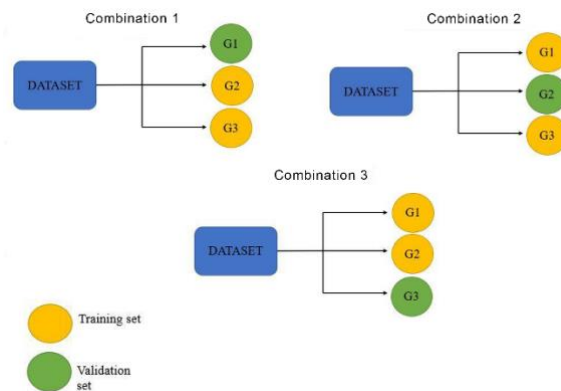 Combination 1
DATASET
G1
G2
G3
Combination 2
DATASET
G1
G2
G3
Combination 3
DATASET
G1
G2
G3
Training set
Validation
set